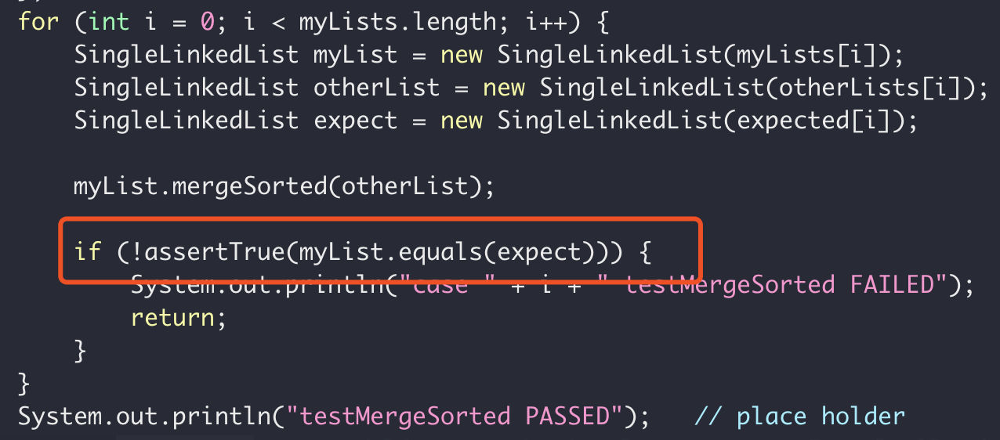 for (int i = 0; i < myLists.length; i++) {
SingleLinkedList myList = new SingleLinkedList(myLists[i]);
SingleLinkedList otherList = new SingleLinkedList(otherLists[i]);
SingleLinkedList expect = new SingleLinkedList(expected[i]);
myList.mergeSorted(otherList);
if (!assertTrue(myList.equals(expect))) {
System.out.println("case " + i + " testMergeSorted FAILED");
return;
}
}
System.out.println("testMergeSorted PASSED");   // place holder